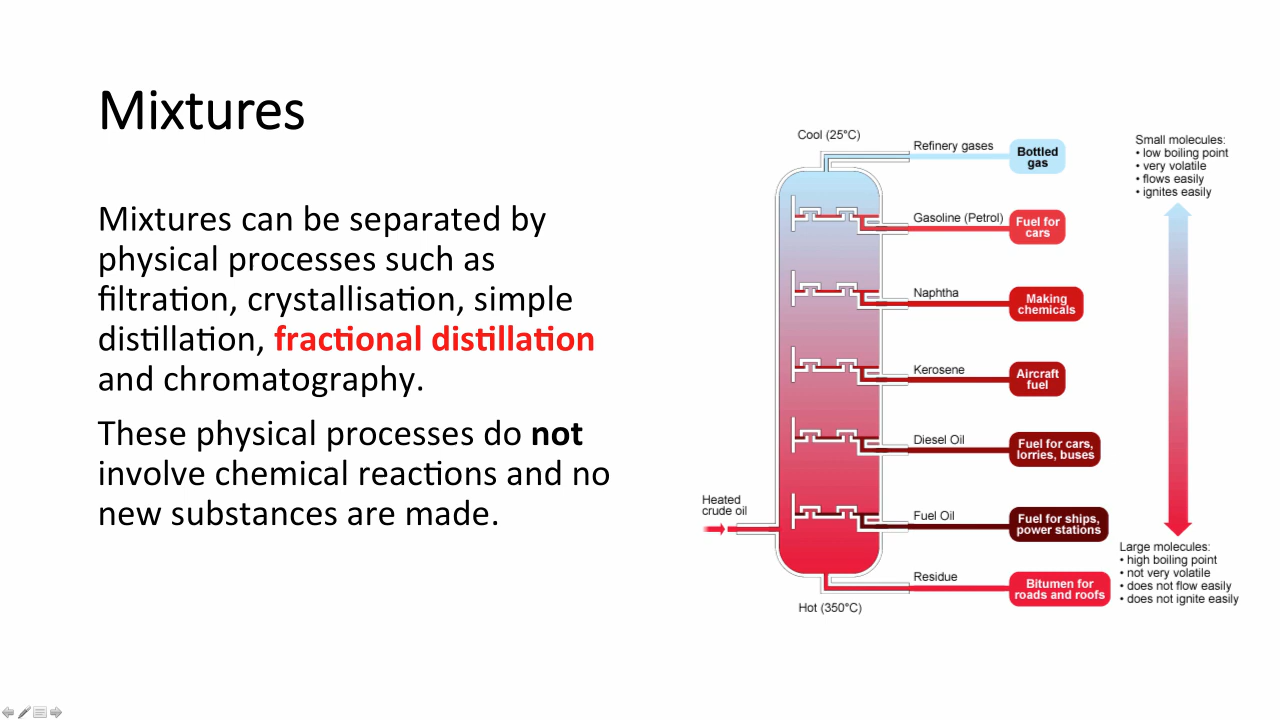 Mixtures
Mixtures can be separated by
physical processes such as
filtration, crystallisation, simple
distillation, fractional distillation
and chromatography.
These physical processes do not
involve chemical reactions and no
new substances are made.
Cool (25°C)
Refinery gases
Bottled
gas
Gasoline (Petrol)
Fuel for
cars
Naphtha
Making
chemicals
Kerosene
Aircraft
fuel
Diesel Oil
Fuel for cars,
lorries, buses
Heated
crude oil
Fuel Oil
Fuel for ships,
power stations
Residue
Bitumen for
roads and roofs
Hot (350°C)
Small molecules:
• low boiling point
• very volatile
• flows easily
• ignites easily
Large molecules:
• high boiling point
• not very volatile
• does not flow easily
• does not ignite easily